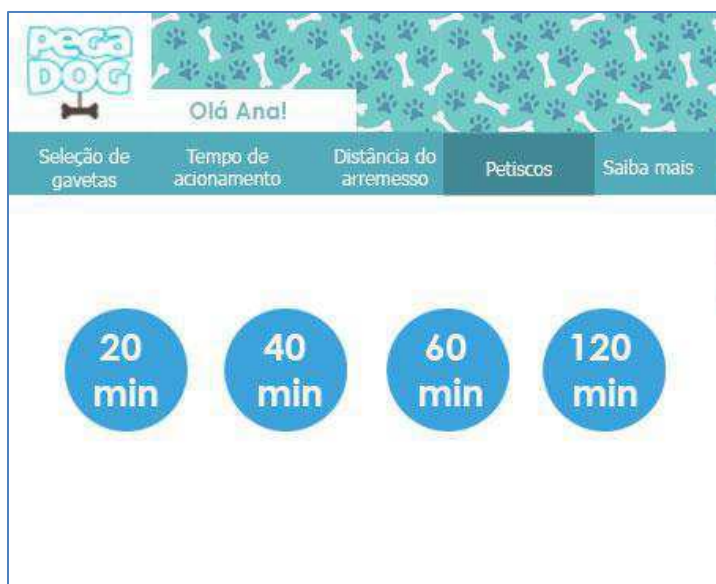 PeGa
DOG
Olá Ana!
Seleção de
gavetas
Tempo de
acionamento
Distância do
arremesso
Petiscos
Saiba mais
20
min
40
min
60
min
120
min